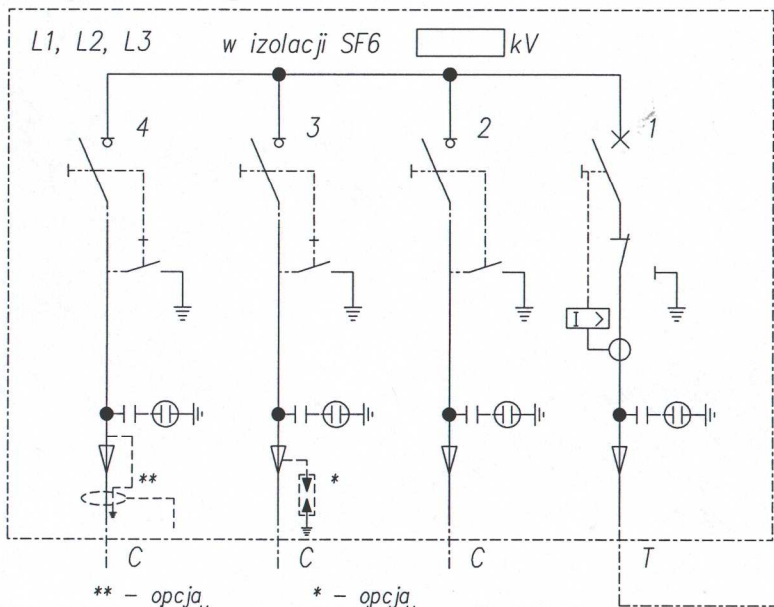 L1, L2, L3 w izolacji SF6 kV
4 3 2 1
I >
** *
C C C T
** – opcja * – opcja